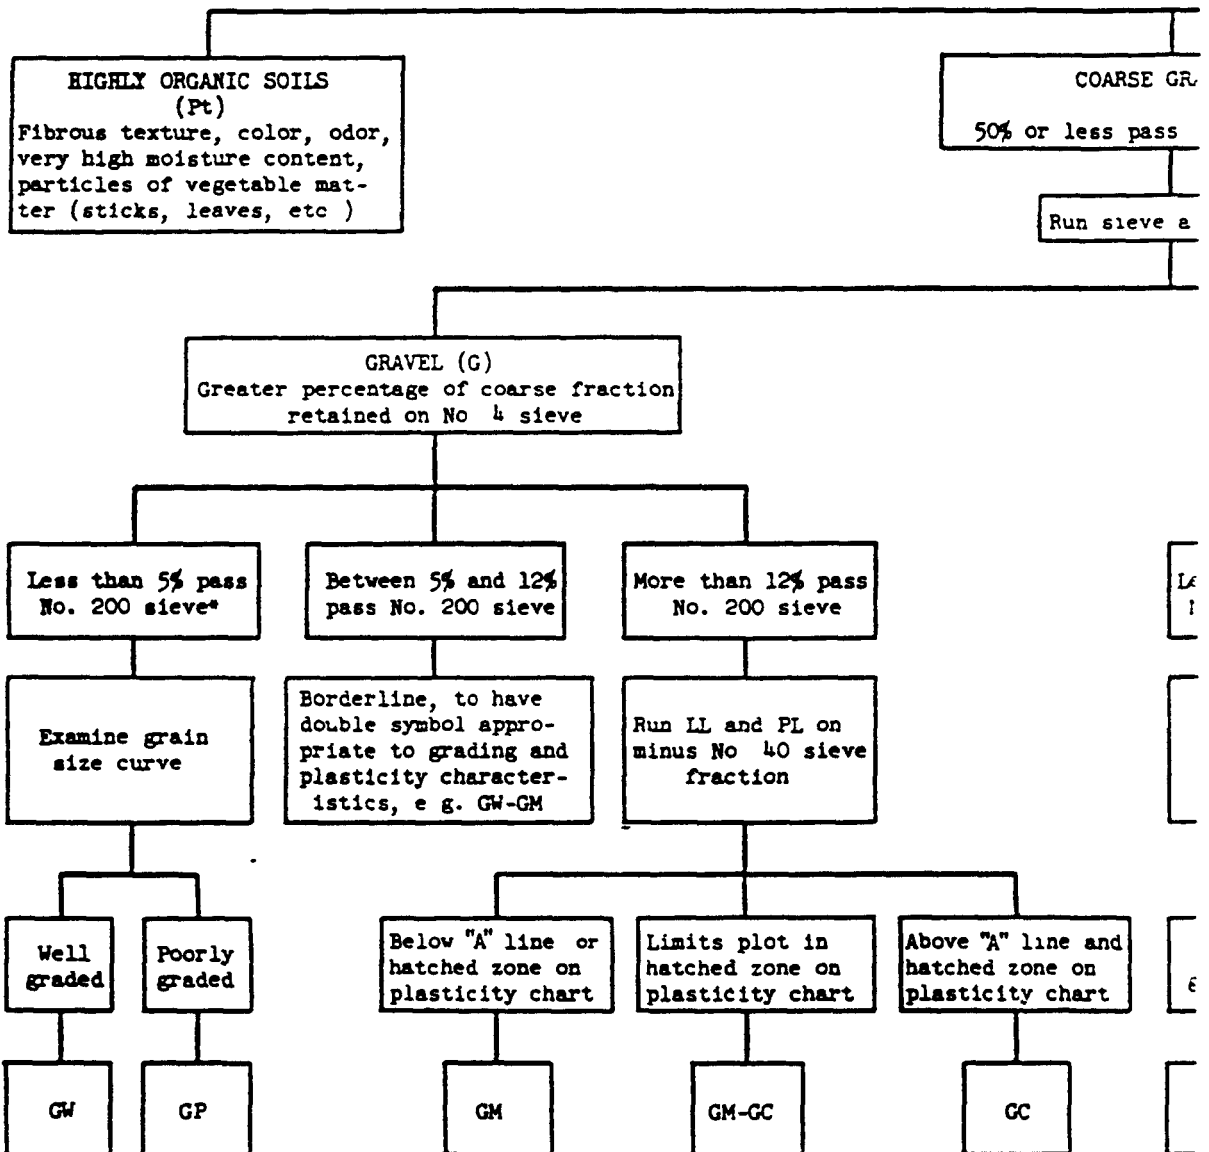 HIGHLY ORGANIC SOILS
(Pt)
Fibrous texture, color, odor,
very high moisture content,
particles of vegetable mat-
ter (sticks, leaves, etc )
COARSE GR
50% or less pass
Run sieve a
GRAVEL (G)
Greater percentage of coarse fraction
retained on No 4 sieve
Less than 5% pass
No. 200 sieve*
Between 5% and 12%
pass No. 200 sieve
More than 12% pass
No. 200 sieve
Le
Examine grain
size curve
Borderline, to have
double symbol appro-
priate to grading and
plasticity character-
istics, e g. GW-GM
Run LL and PL on
minus No 40 sieve
fraction
Well
graded
Poorly
graded
Below "A" line or
hatched zone on
plasticity chart
Limits plot in
hatched zone on
plasticity chart
Above "A" line and
hatched zone on
plasticity chart
GW
GP
GM
GM-GC
GC